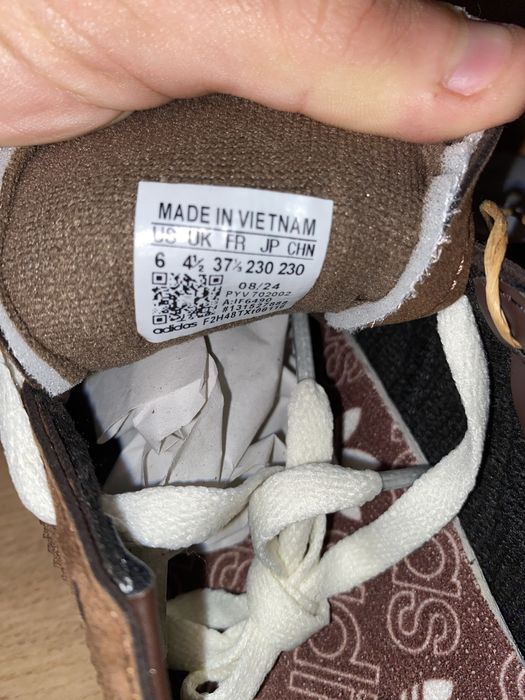 MADE IN VIETNAM
US UK FR JP CHN
6 4½ 37⅓ 230 230
08/24
PYV 702002
A:IF6490
adidas
adidas